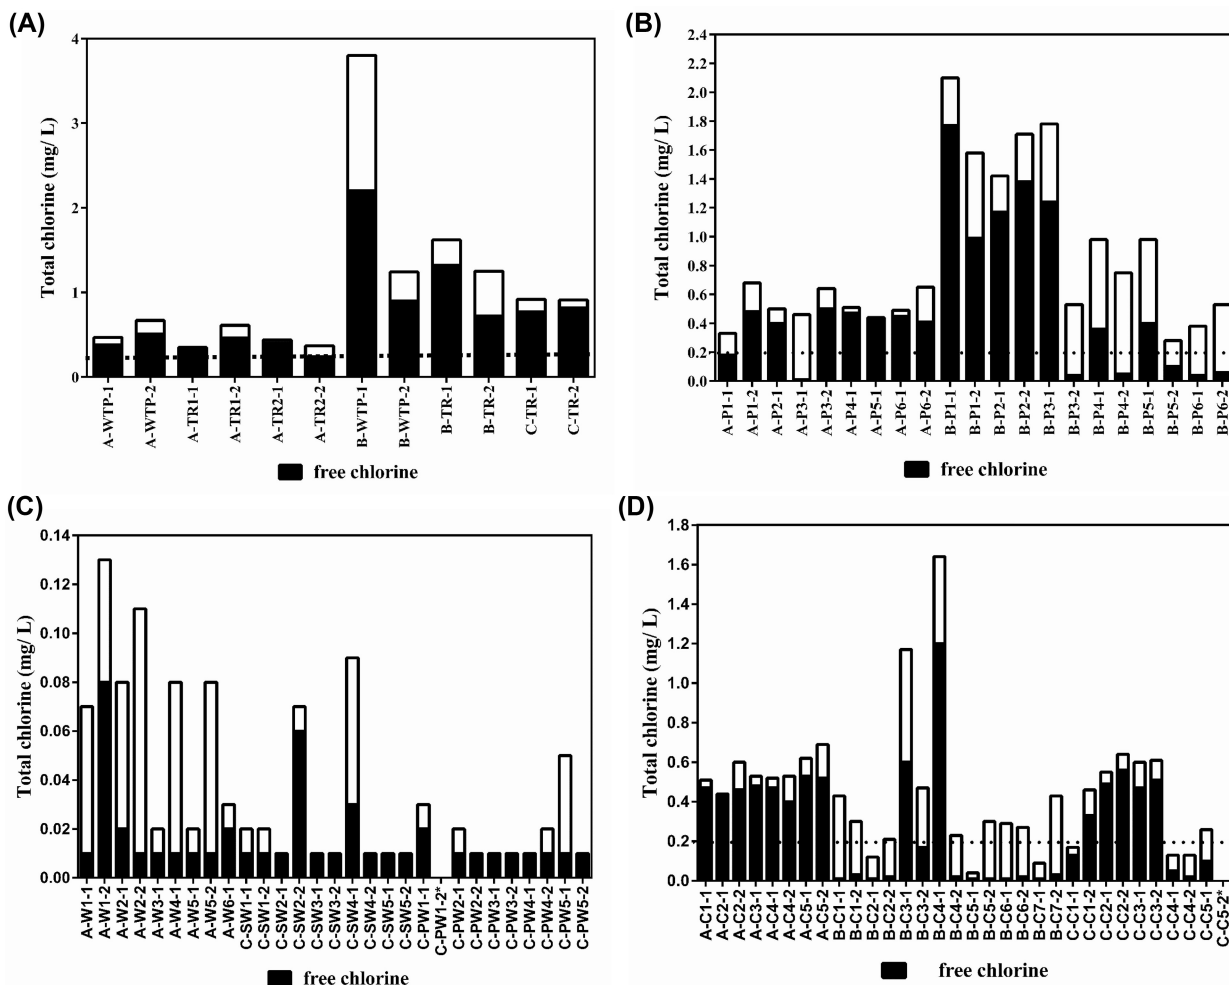 (A)
Total chlorine (mg/ L)
4
3
2
1
0
A-WTP-1
A-WTP-2
A-TR1-1
A-TR1-2
A-TR2-1
A-TR2-2
B-WTP-1
B-WTP-2
B-TR-1
B-TR-2
C-TR-1
C-TR-2
free chlorine
(B)
Total chlorine (mg/ L)
2.4
2.2
2.0
1.8
1.6
1.4
1.2
1.0
0.8
0.6
0.4
0.2
0.0
A-P1-1
A-P1-2
A-P2-1
A-P3-1
A-P3-2
A-P4-1
A-P5-1
A-P6-1
A-P6-2
B-P1-1
B-P1-2
B-P2-1
B-P2-2
B-P3-1
B-P3-2
B-P4-1
B-P4-2
B-P5-1
B-P5-2
B-P6-1
B-P6-2
free chlorine
(C)
Total chlorine (mg/ L)
0.14
0.12
0.10
0.08
0.06
0.04
0.02
0.00
A-W1-1
A-W1-2
A-W2-1
A-W2-2
A-W3-1
A-W4-1
A-W5-1
A-W5-2
A-W6-1
C-SW1-1
C-SW1-2
C-SW2-1
C-SW2-2
C-SW3-1
C-SW3-2
C-SW4-1
C-SW4-2
C-SW5-1
C-SW5-2
C-PW1-1
C-PW1-2*
C-PW2-1
C-PW2-2
C-PW3-1
C-PW3-2
C-PW4-1
C-PW4-2
C-PW5-1
C-PW5-2
free chlorine
(D)
Total chlorine (mg/ L)
1.8
1.6
1.4
1.2
1.0
0.8
0.6
0.4
0.2
0.0
A-C1-1
A-C2-1
A-C2-2
A-C3-1
A-C4-1
A-C4-2
A-C5-1
A-C5-2
B-C1-1
B-C1-2
B-C2-1
B-C2-2
B-C3-1
B-C3-2
B-C4-1
B-C4-2
B-C5-1
B-C5-2
B-C6-1
B-C6-2
B-C7-1
B-C7-2
C-C1-1
C-C1-2
C-C2-1
C-C2-2
C-C3-1
C-C3-2
C-C4-1
C-C4-2
C-C5-1
C-C5-2*
free chlorine